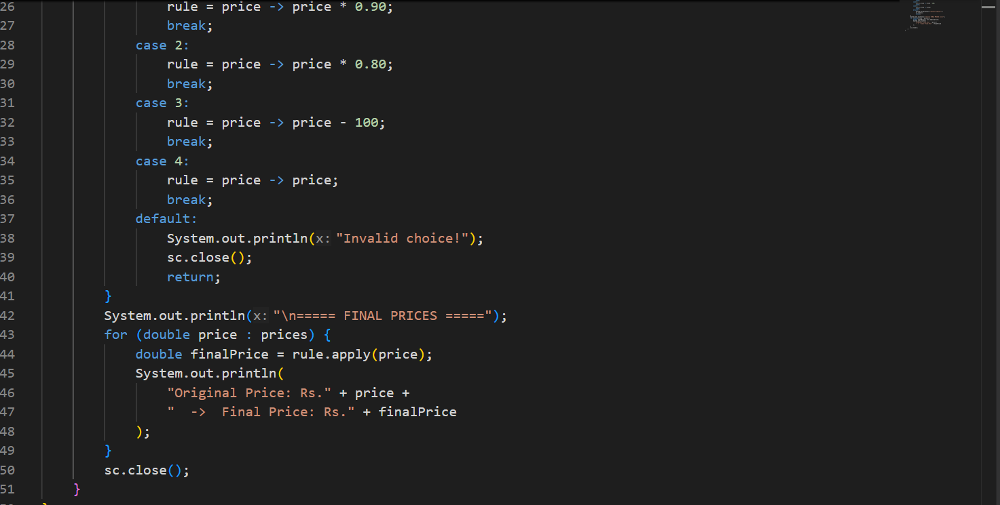 26 rule = price -> price * 0.90;
27 break;
28 case 2:
29 rule = price -> price * 0.80;
30 break;
31 case 3:
32 rule = price -> price - 100;
33 break;
34 case 4:
35 rule = price -> price;
36 break;
37 default:
38 System.out.println(x: "Invalid choice!");
39 sc.close();
40 return;
41 }
42 System.out.println(x: "\n===== FINAL PRICES =====");
43 for (double price : prices) {
44 double finalPrice = rule.apply(price);
45 System.out.println(
46 "Original Price: Rs." + price +
47 "  ->  Final Price: Rs." + finalPrice
48 );
49 }
50 sc.close();
51 }